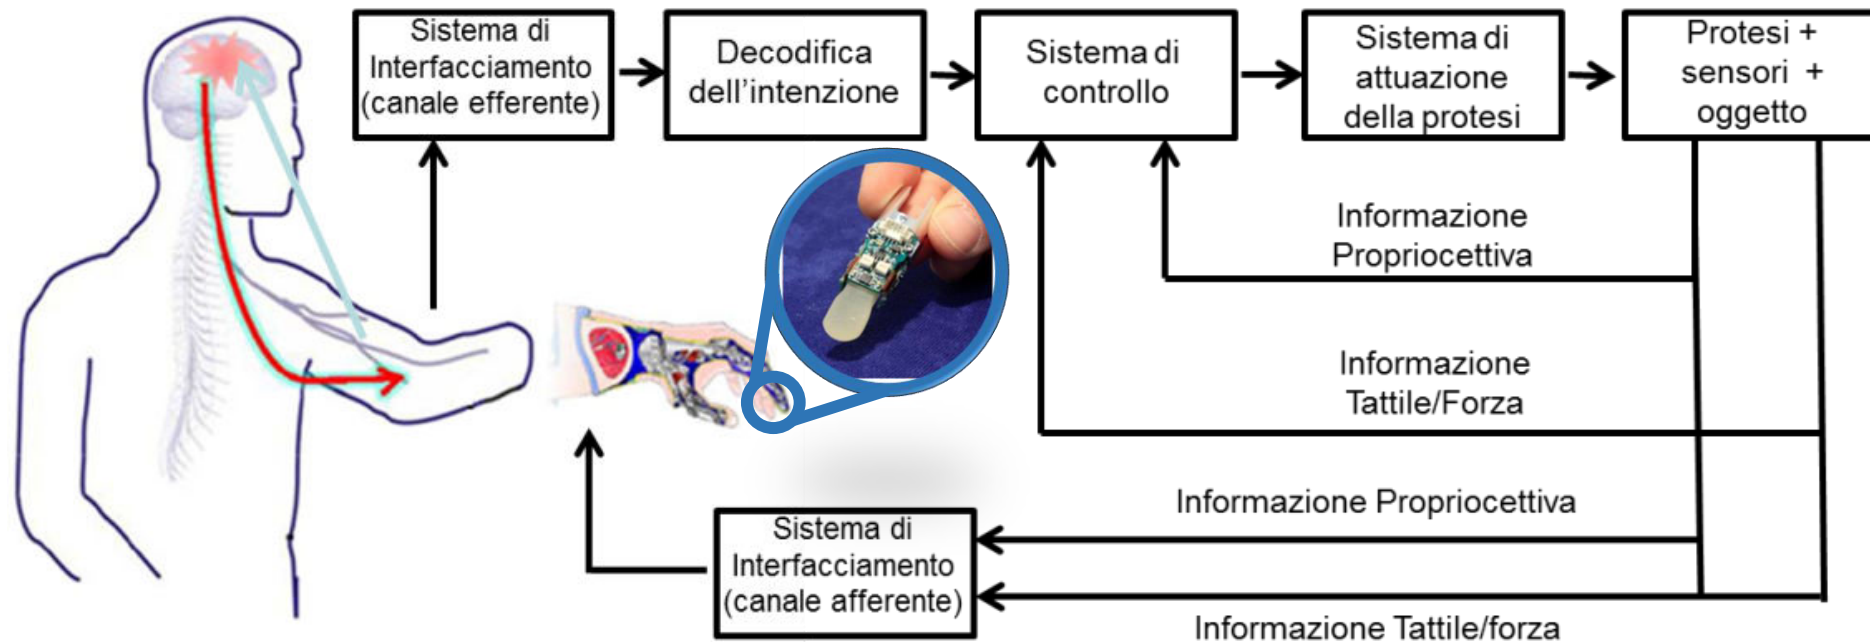 Sistema di
Interfacciamento
(canale efferente)
Decodifica
dell'intenzione
Sistema di
controllo
Sistema di
attuazione
della protesi
Protesi +
sensori +
oggetto
Informazione
Propriocettiva
Informazione
Tattile/Forza
Informazione Propriocettiva
Sistema di
Interfacciamento
(canale afferente)
Informazione Tattile/forza